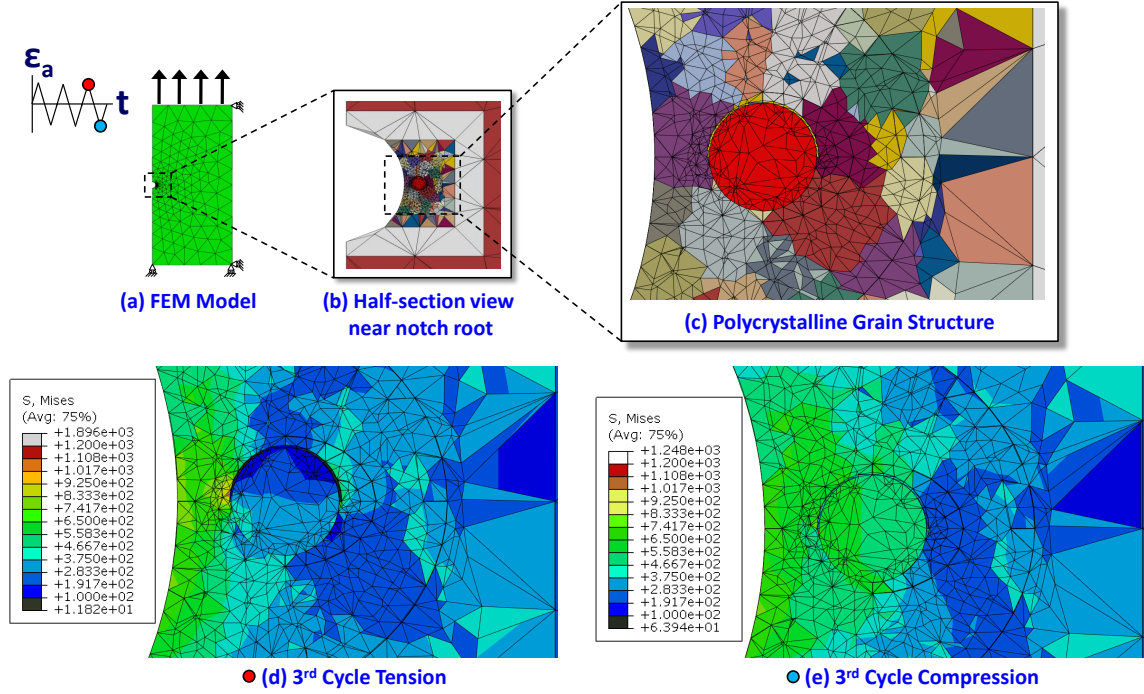 εₐ
t
(a) FEM Model
(b) Half-section view
near notch root
(c) Polycrystalline Grain Structure
S, Mises
(Avg: 75%)
+1.896e+03
+1.200e+03
+1.108e+03
+1.017e+03
+9.250e+02
+8.333e+02
+7.417e+02
+6.500e+02
+5.583e+02
+4.667e+02
+3.750e+02
+2.833e+02
+1.917e+02
+1.000e+02
+1.182e+01
S, Mises
(Avg: 75%)
+1.248e+03
+1.200e+03
+1.108e+03
+1.017e+03
+9.250e+02
+8.333e+02
+7.417e+02
+6.500e+02
+5.583e+02
+4.667e+02
+3.750e+02
+2.833e+02
+1.917e+02
+1.000e+02
+6.394e+01
(d) 3rd Cycle Tension
(e) 3rd Cycle Compression